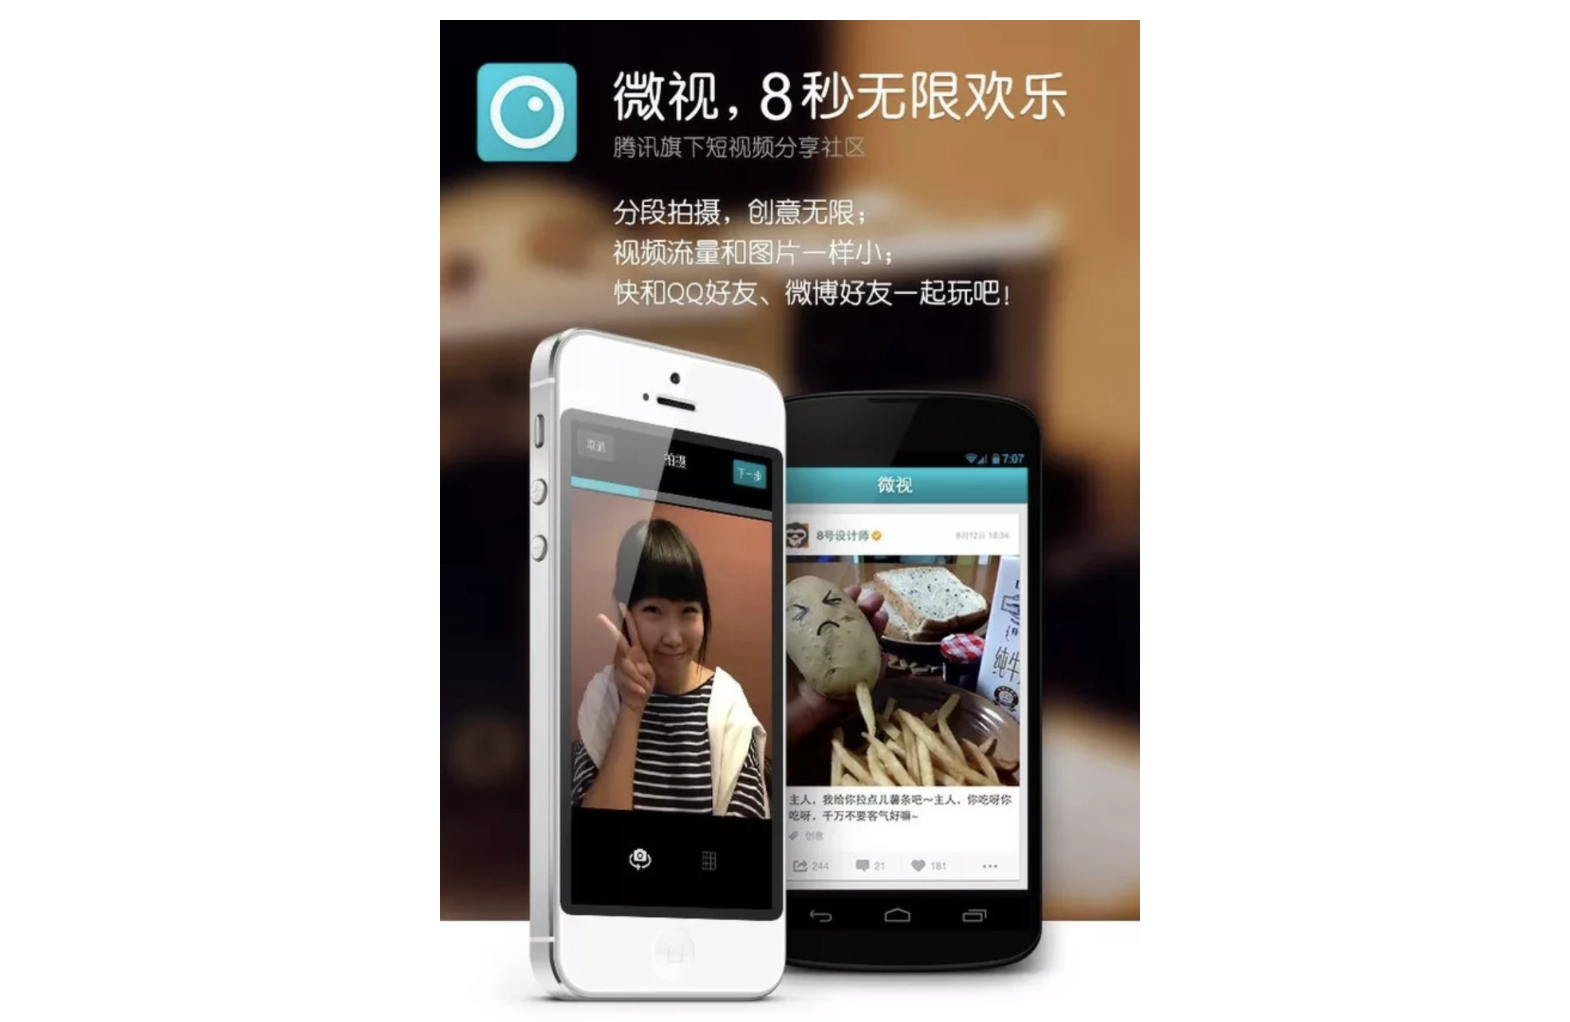 微视，8秒无限欢乐
腾讯旗下短视频分享社区
分段拍摄，创意无限；
视频流量和图片一样小；
快和QQ好友、微博好友一起玩吧！
取消
拍摄
下一步
7:07
微视
8号设计师
8月12日 18:34
纯牛
主人，我给你拉点儿薯条吧～主人，你吃呀你
吃呀，千万不要客气好嘛~
创意
244
21
181